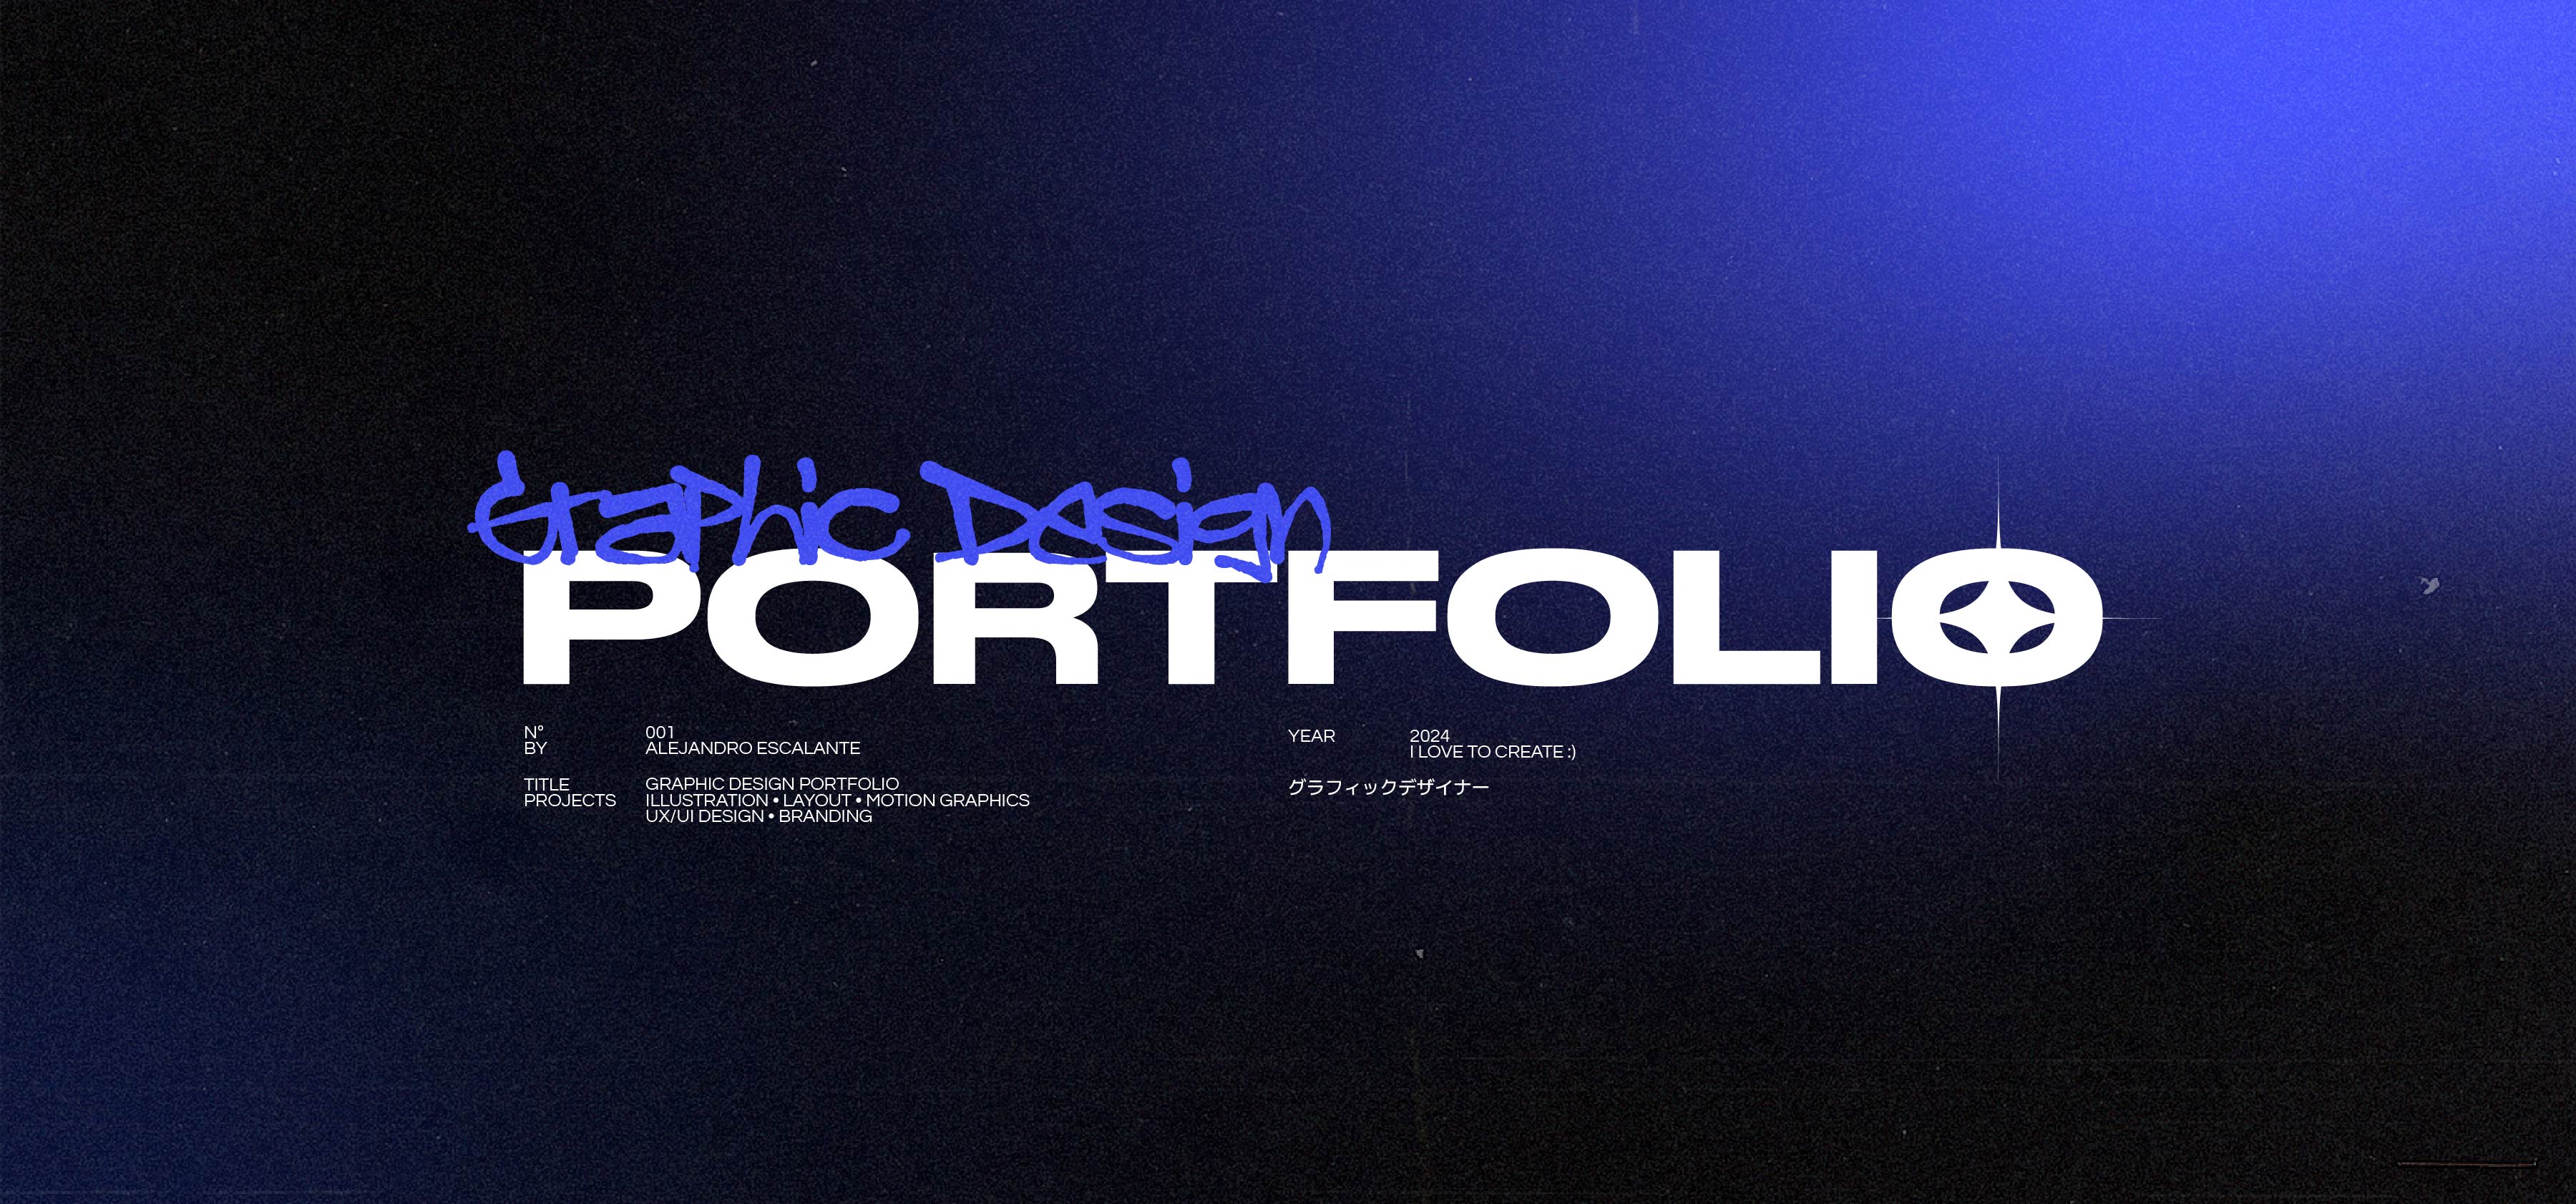 Graphic Design
PORTFOLIO
N° 001
BY ALEJANDRO ESCALANTE
TITLE GRAPHIC DESIGN PORTFOLIO
PROJECTS ILLUSTRATION • LAYOUT • MOTION GRAPHICS
UX/UI DESIGN • BRANDING
YEAR 2024
I LOVE TO CREATE :)
グラフィックデザイナー